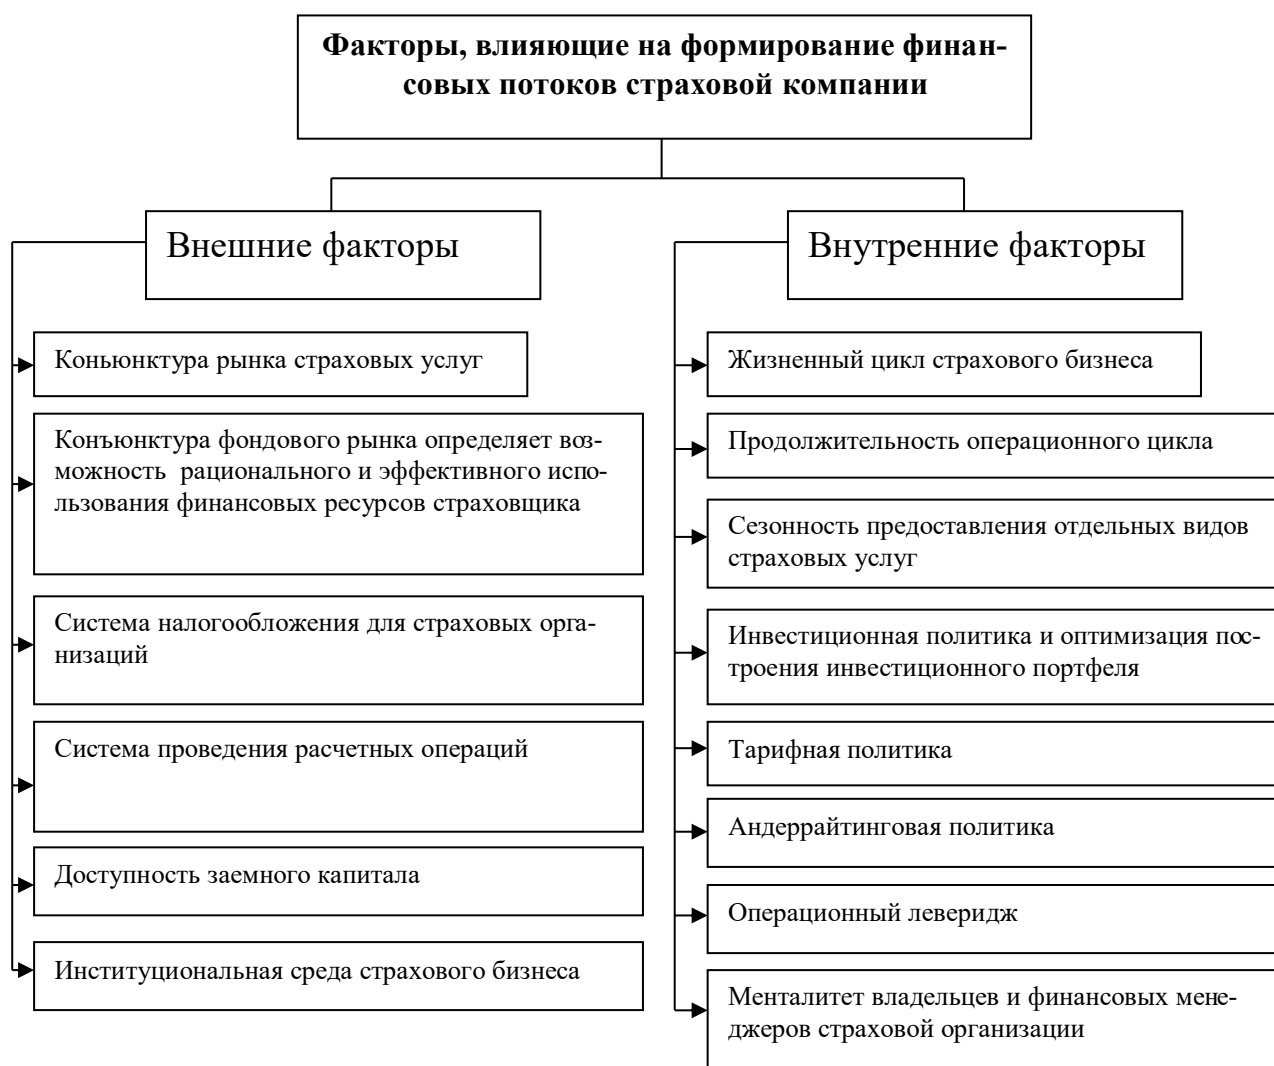 Факторы, влияющие на формирование финан-
совых потоков страховой компании
Внешние факторы
Коньюнктура рынка страховых услуг
Конъюнктура фондового рынка определяет воз-
можность рационального и эффективного испо-
льзования финансовых ресурсов страховщика
Система налогообложения для страховых орга-
низаций
Система проведения расчетных операций
Доступность заемного капитала
Институциональная среда страхового бизнеса
Внутренние факторы
Жизненный цикл страхового бизнеса
Продолжительность операционного цикла
Сезонность предоставления отдельных видов
страховых услуг
Инвестиционная политика и оптимизация пос-
троения инвестиционного портфеля
Тарифная политика
Андеррайтинговая политика
Операционный леверидж
Менталитет владельцев и финансовых мене-
джеров страховой организации